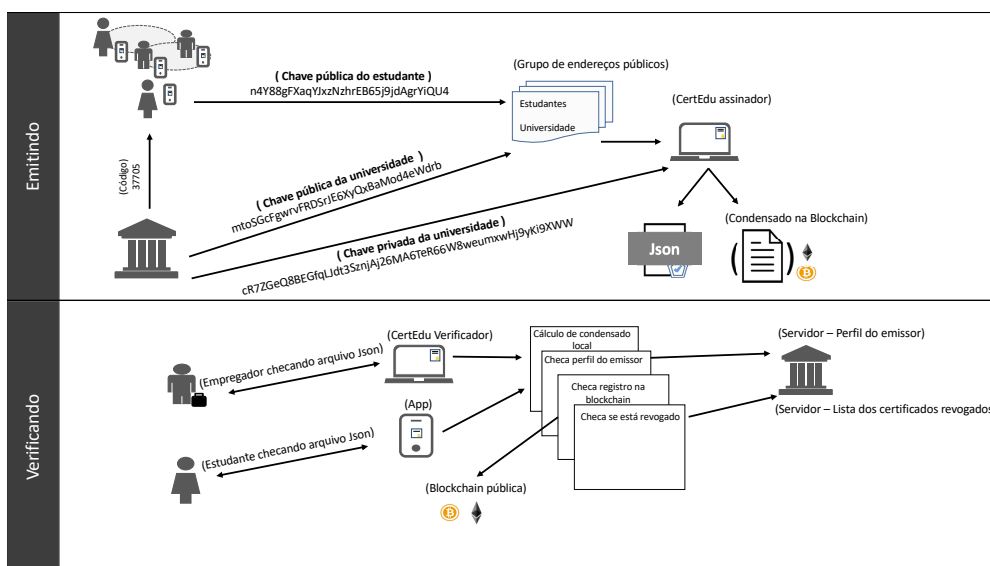 Emitindo
( Chave pública do estudante )
n4Y88gFXaqYJxzNzhrEB65j9jdAgrYiQU4
(Grupo de endereços públicos)
Estudantes
Universidade
(CertEdu assinador)
(Código)
37705
( Chave pública da universidade )
mtoSGcFgwrvFRDSrJE6XyQxBaMod4eWdrb
( Chave privada da universidade )
cR7ZGeQ8BEGfqLJdt3SznjAj26MA6TeR66W8weumxwHj9yKi9XWW
Json
(Condensado na Blockchain)
Verificando
(Empregador checando arquivo Json)
(CertEdu Verificador)
(Estudante checando arquivo Json)
(App)
Cálculo de condensado
local
Checa perfil do emissor
Checa registro na
blockchain
Checa se está revogado
(Blockchain pública)
(Servidor – Perfil do emissor)
(Servidor – Lista dos certificados revogados)